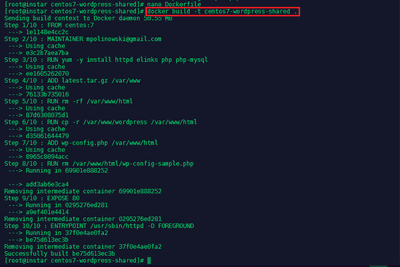 [root@instar centos7-wordpress-shared]# nano Dockerfile
[root@instar centos7-wordpress-shared]# docker build -t centos7-wordpress-shared .
Sending build context to Docker daemon 50.55 MB
Step 1/10 : FROM centos:7
---> 1e1148e4cc2c
Step 2/10 : MAINTAINER mpolinowski@gmail.com
---> Using cache
---> e3c287aea7ba
Step 3/10 : RUN yum -y install httpd elinks php php-mysql
---> Using cache
---> ee1665262070
Step 4/10 : ADD latest.tar.gz /var/www
---> Using cache
---> 76133b735016
Step 5/10 : RUN rm -rf /var/www/html
---> Using cache
---> 87d6308075d1
Step 6/10 : RUN cp -r /var/www/wordpress /var/www/html
---> Using cache
---> d35061644479
Step 7/10 : ADD wp-config.php /var/www/html
---> Using cache
---> 8965c8094acc
Step 8/10 : RUN rm /var/www/html/wp-config-sample.php
---> Running in 69901e888252
---> add3ab6e3ca4
Removing intermediate container 69901e888252
Step 9/10 : EXPOSE 80
---> Running in 0295276ed281
---> a9ef401e4414
Removing intermediate container 0295276ed281
Step 10/10 : ENTRYPOINT /usr/sbin/httpd -D FOREGROUND
---> Running in 37f0e4ae0fa2
---> be75d613ec3b
Removing intermediate container 37f0e4ae0fa2
Successfully built be75d613ec3b
[root@instar centos7-wordpress-shared]#